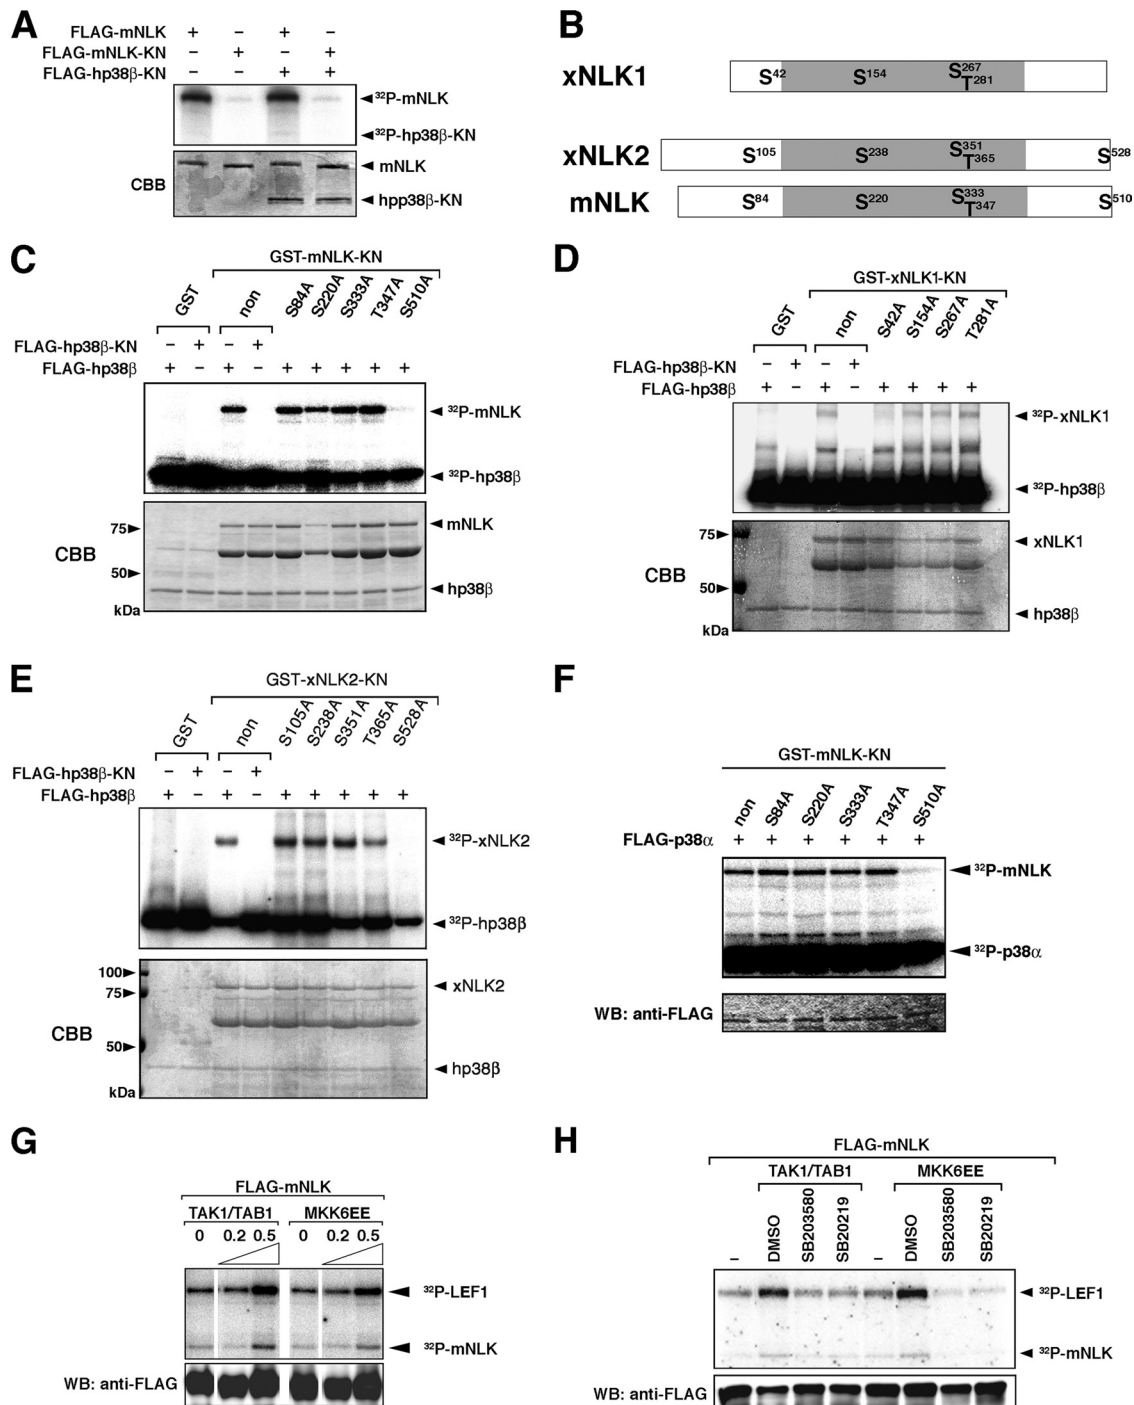 A
FLAG-mNLK + – + –
FLAG-mNLK-KN – + – +
FLAG-hp38β-KN – – + +
³²P-mNLK
³²P-hp38β-KN
CBB
mNLK
hpp38β-KN
B
xNLK1
S⁴² S¹⁵⁴ S²⁶⁷ T²⁸¹
xNLK2
S¹⁰⁵ S²³⁸ S³⁵¹ T³⁶⁵ S⁵²⁸
mNLK
S⁸⁴ S²²⁰ S³³³ T³⁴⁷ S⁵¹⁰
C
GST-mNLK-KN
GST non S84A S220A S333A T347A S510A
FLAG-hp38β-KN – + – +
FLAG-hp38β + – + – + + + + +
³²P-mNLK
³²P-hp38β
75
CBB
50
kDa
mNLK
hp38β
D
GST-xNLK1-KN
GST non S42A S154A S267A T281A
FLAG-hp38β-KN – + – +
FLAG-hp38β + – + – + + + +
³²P-xNLK1
³²P-hp38β
75
CBB
50
kDa
xNLK1
hp38β
E
GST-xNLK2-KN
GST non S105A S238A S351A T365A S528A
FLAG-hp38β-KN – + – +
FLAG-hp38β + – + – + + + + +
³²P-xNLK2
³²P-hp38β
100
75
CBB
50
kDa
xNLK2
hp38β
F
GST-mNLK-KN
non S84A S220A S333A T347A S510A
FLAG-p38α + + + + + +
³²P-mNLK
³²P-p38α
WB: anti-FLAG
G
FLAG-mNLK
TAK1/TAB1 MKK6EE
0 0.2 0.5 0 0.2 0.5
³²P-LEF1
³²P-mNLK
WB: anti-FLAG
H
FLAG-mNLK
TAK1/TAB1 MKK6EE
– DMSO SB203580 SB20219 – DMSO SB203580 SB20219
³²P-LEF1
³²P-mNLK
WB: anti-FLAG